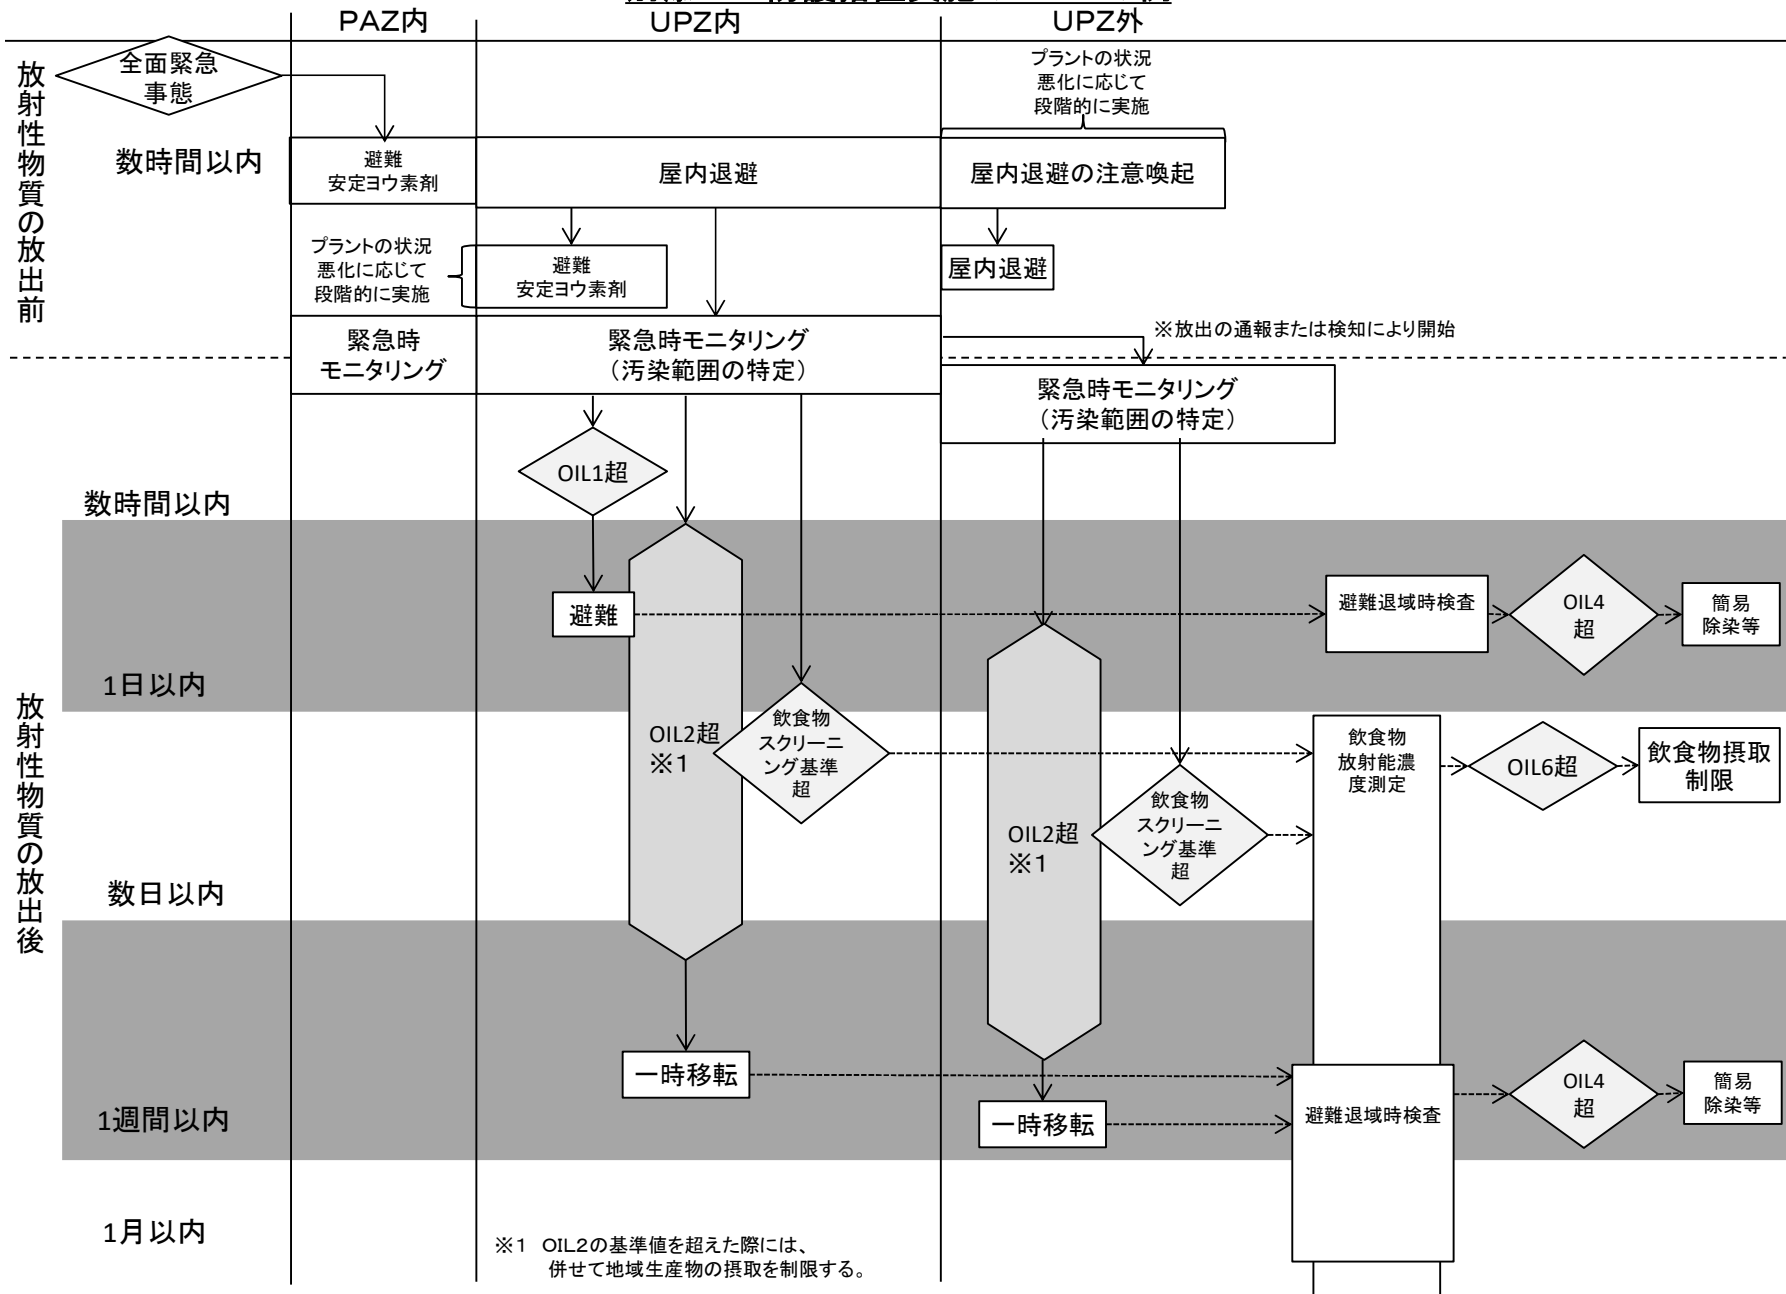 PAZ内
UPZ内
UPZ外
放射性物質の放出前
全面緊急
事態
プラントの状況
悪化に応じて
段階的に実施
数時間以内
避難
安定ヨウ素剤
屋内退避
屋内退避の注意喚起
プラントの状況
悪化に応じて
段階的に実施
避難
安定ヨウ素剤
屋内退避
緊急時
モニタリング
緊急時モニタリング
（汚染範囲の特定）
※放出の通報または検知により開始
緊急時モニタリング
（汚染範囲の特定）
放射性物質の放出後
OIL1超
数時間以内
避難
避難退域時検査
OIL4
超
簡易
除染等
1日以内
OIL2超
※1
飲食物
スクリーニ
ング基準
超
OIL2超
※1
飲食物
スクリーニ
ング基準
超
飲食物
放射能濃
度測定
OIL6超
飲食物摂取
制限
数日以内
一時移転
一時移転
避難退域時検査
OIL4
超
簡易
除染等
1週間以内
1月以内
※1 OIL2の基準値を超えた際には、
併せて地域生産物の摂取を制限する。